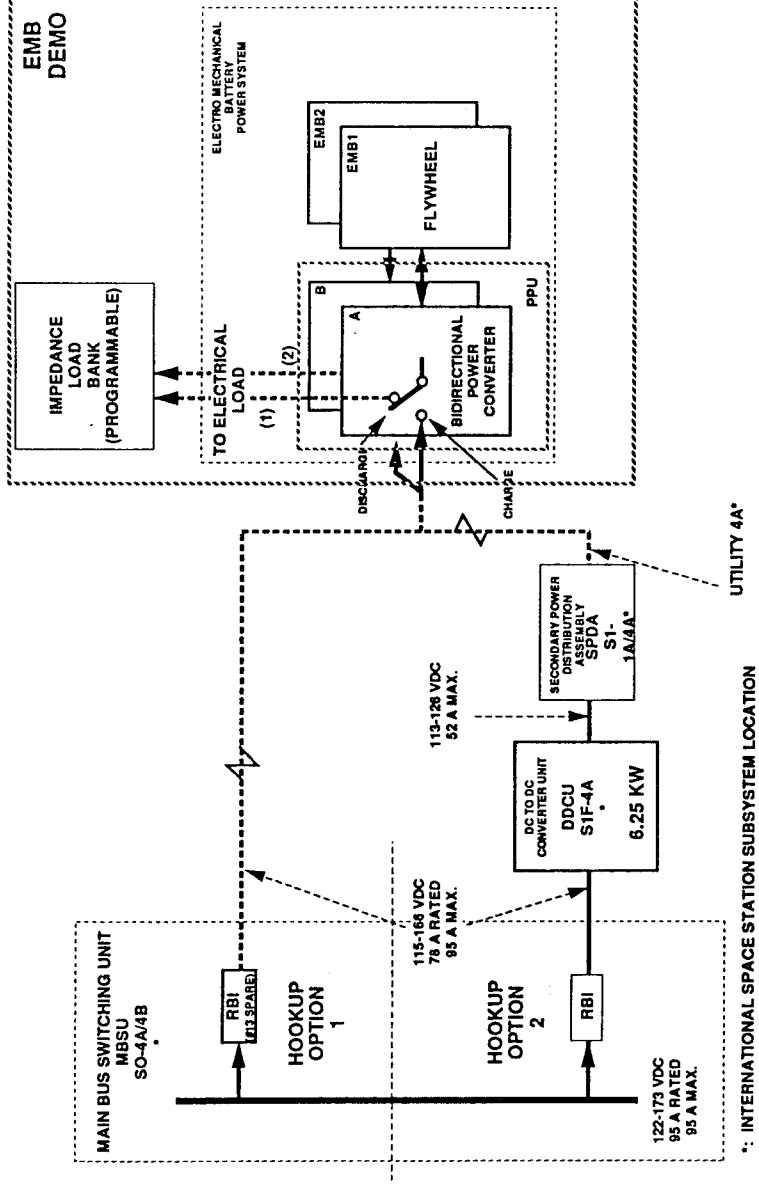 EMB
DEMO
IMPEDANCE
LOAD
BANK
(PROGRAMMABLE)
ELECTRO MECHANICAL
BATTERY
POWER SYSTEM
TO ELECTRICAL
LOAD
(1)
(2)
EMB2
EMB1
FLYWHEEL
B
A
BIDIRECTIONAL
POWER
CONVERTER
PPU
DISCHARGE
CHARGE
MAIN BUS SWITCHING UNIT
MBSU
SO-4A/4B
*
RBI
(#13 SPARE)
HOOKUP
OPTION
1
115-166 VDC
78 A RATED
95 A MAX.
HOOKUP
OPTION
2
RBI
122-173 VDC
95 A RATED
95 A MAX.
DC TO DC
CONVERTER UNIT
DDCU
S1F-4A
*
6.25 KW
113-126 VDC
52 A MAX.
SECONDARY POWER
DISTRIBUTION
ASSEMBLY
SPDA
S1-
1A/4A*
UTILITY 4A*
*: INTERNATIONAL SPACE STATION SUBSYSTEM LOCATION